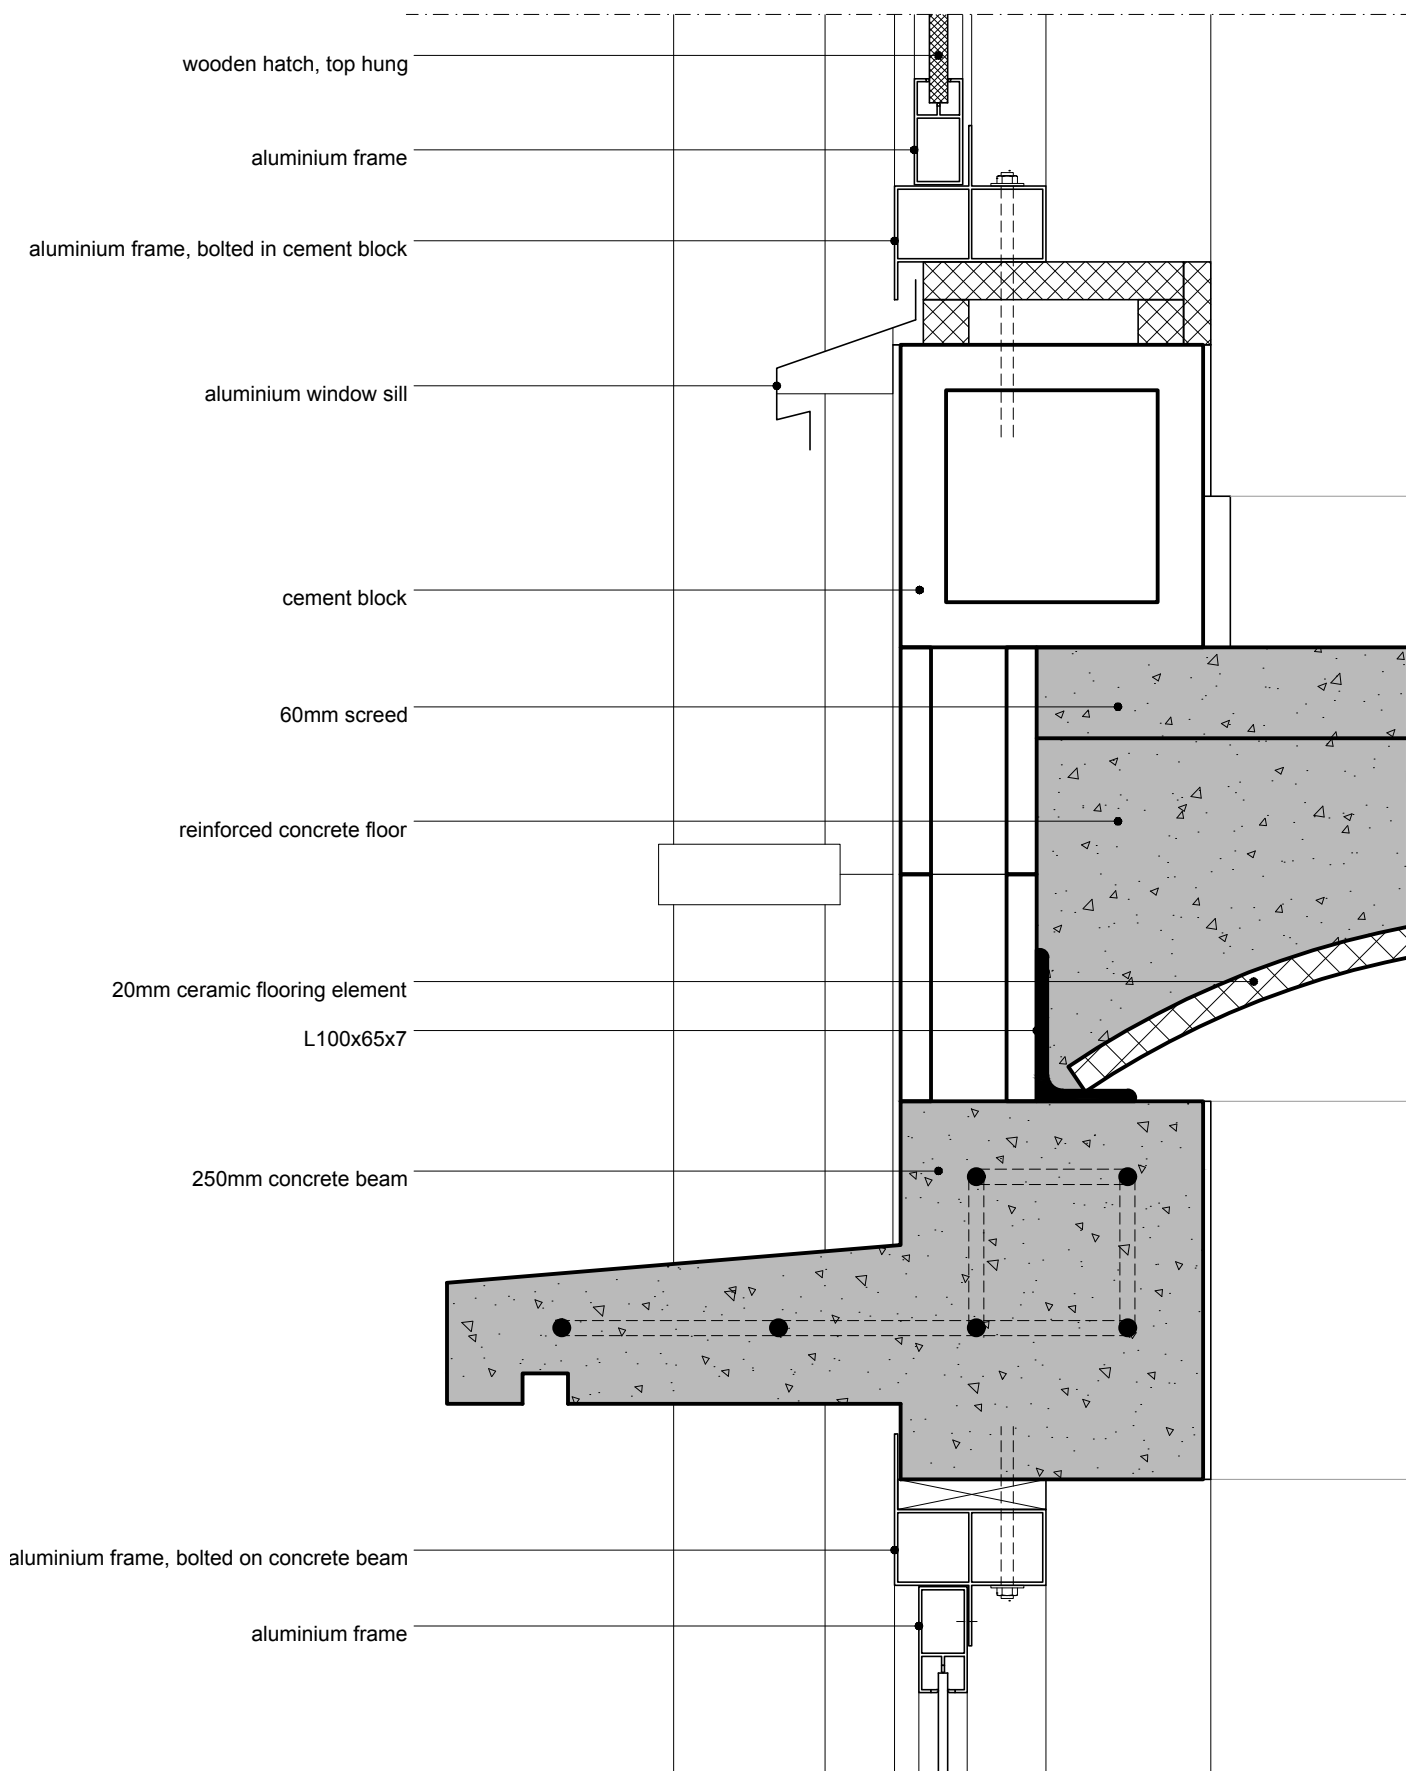 wooden hatch, top hung
aluminium frame
aluminium frame, bolted in cement block
aluminium window sill
cement block
60mm screed
reinforced concrete floor
20mm ceramic flooring element
L100x65x7
250mm concrete beam
aluminium frame, bolted on concrete beam
aluminium frame